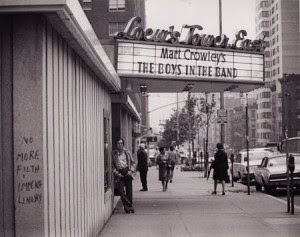 Loew's Tower East
Mart Crowley's
THE BOYS IN THE BAND
NO
MORE
FILTH
IMPEACH
LINDSAY